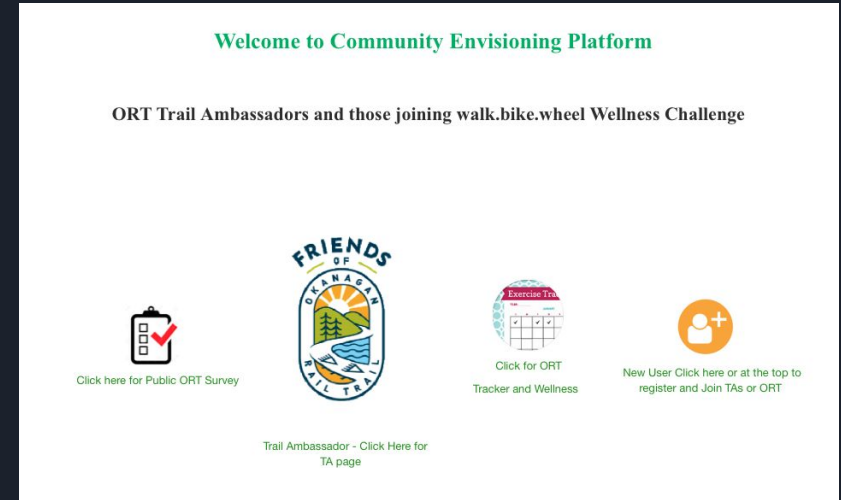 Welcome to Community Envisioning Platform
ORT Trail Ambassadors and those joining walk.bike.wheel Wellness Challenge
Click here for Public ORT Survey
FRIENDS
OF
OKANAGAN
RAIL TRAIL
Trail Ambassador - Click Here for
TA page
Exercise
Click for ORT
Tracker and Wellness
New User Click here or at the top to
register and Join TAs or ORT